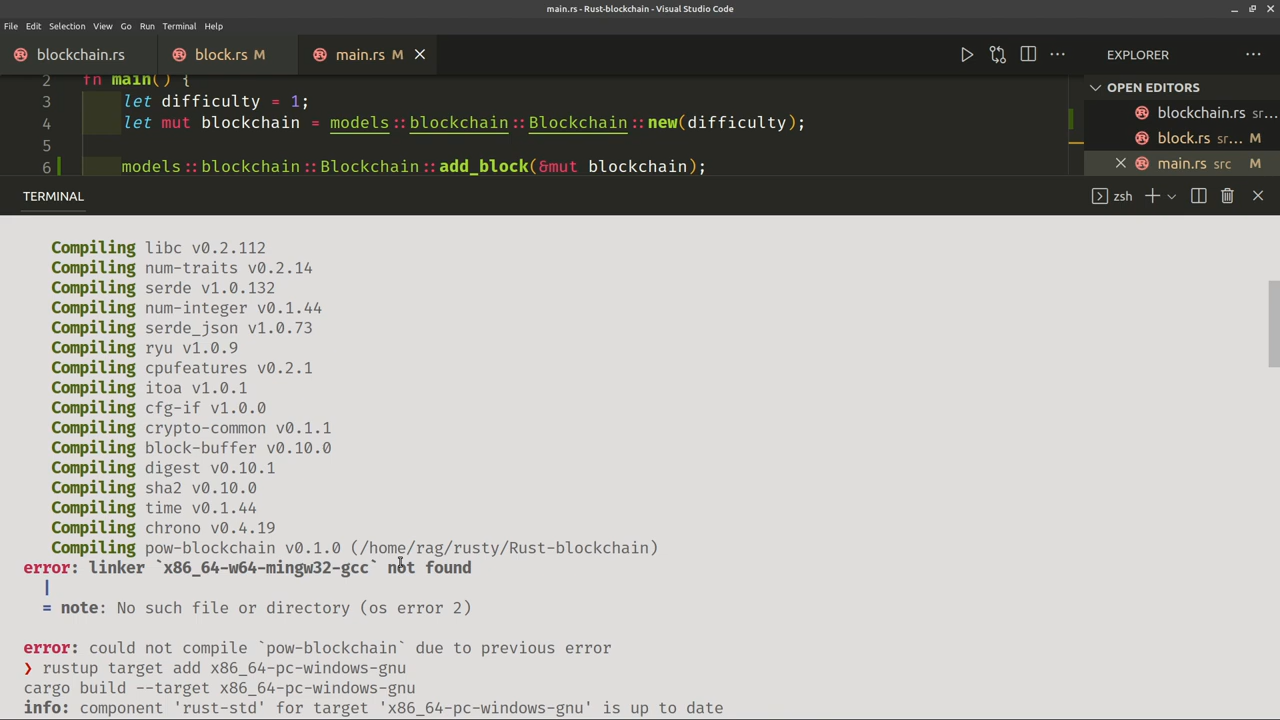 main.rs - Rust-blockchain - Visual Studio Code
File Edit Selection View Go Run Terminal Help
blockchain.rs block.rs M main.rs M
EXPLORER
OPEN EDITORS
blockchain.rs sr...
block.rs sr... M
main.rs src M
2 fn main() {
3 let difficulty = 1;
4 let mut blockchain = models::blockchain::Blockchain::new(difficulty);
5
6 models::blockchain::Blockchain::add_block(&mut blockchain);
TERMINAL
zsh
Compiling libc v0.2.112
Compiling num-traits v0.2.14
Compiling serde v1.0.132
Compiling num-integer v0.1.44
Compiling serde_json v1.0.73
Compiling ryu v1.0.9
Compiling cpufeatures v0.2.1
Compiling itoa v1.0.1
Compiling cfg-if v1.0.0
Compiling crypto-common v0.1.1
Compiling block-buffer v0.10.0
Compiling digest v0.10.1
Compiling sha2 v0.10.0
Compiling time v0.1.44
Compiling chrono v0.4.19
Compiling pow-blockchain v0.1.0 (/home/rag/rusty/Rust-blockchain)
error: linker `x86_64-w64-mingw32-gcc` not found
|
= note: No such file or directory (os error 2)
error: could not compile `pow-blockchain` due to previous error
❯ rustup target add x86_64-pc-windows-gnu
cargo build --target x86_64-pc-windows-gnu
info: component 'rust-std' for target 'x86_64-pc-windows-gnu' is up to date